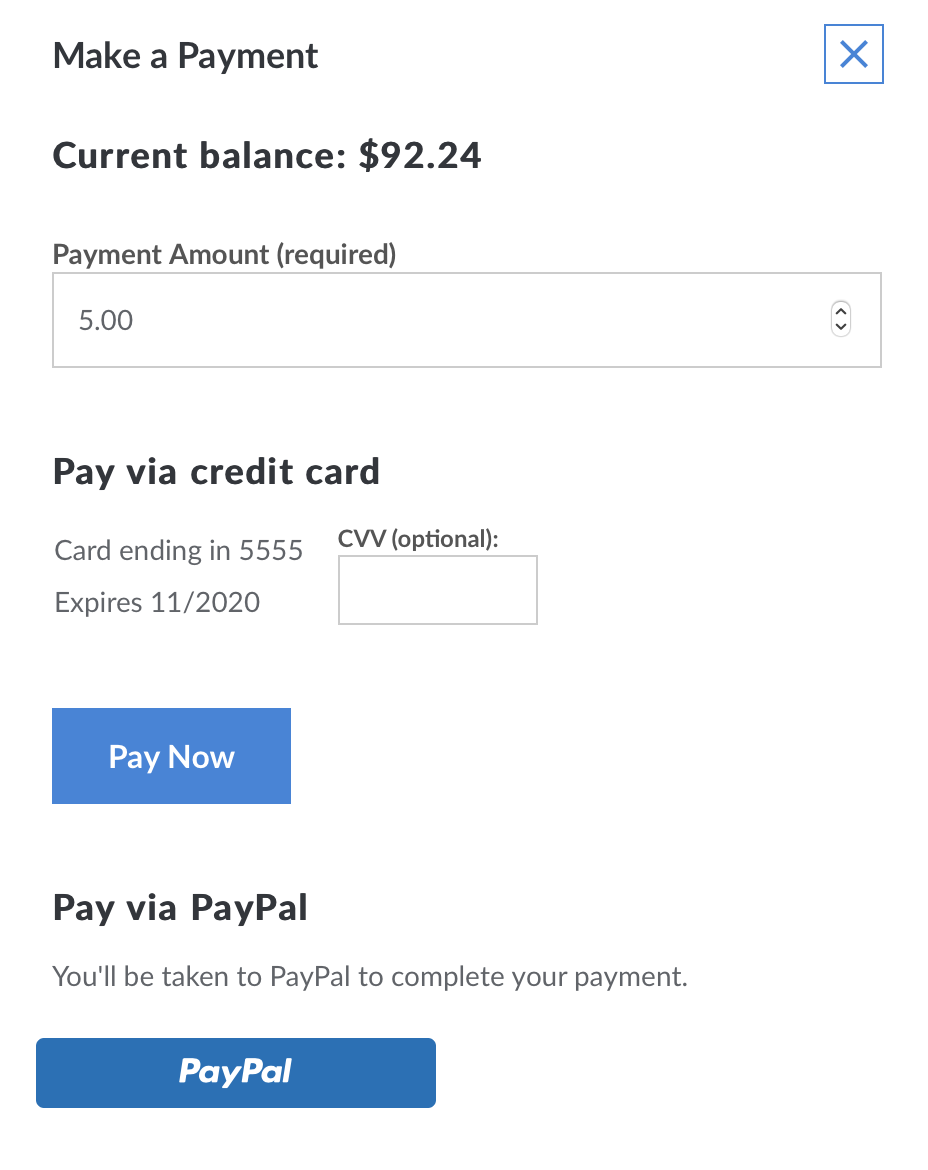 Make a Payment
Current balance: $92.24
Payment Amount (required)
5.00
Pay via credit card
Card ending in 5555
CVV (optional):
Expires 11/2020
Pay Now
Pay via PayPal
You'll be taken to PayPal to complete your payment.
PayPal